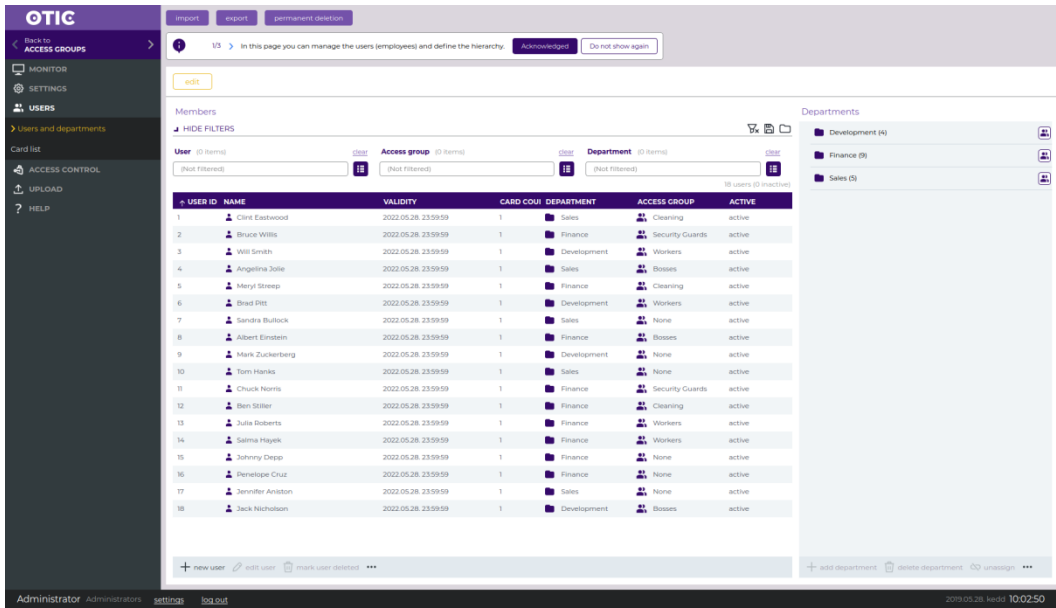 OTIC
import export permanent deletion
Back to
ACCESS GROUPS
1/3 In this page you can manage the users (employees) and define the hierarchy. Acknowledged Do not show again
MONITOR
SETTINGS
USERS
Users and departments
Card list
ACCESS CONTROL
UPLOAD
HELP
edit
Members
HIDE FILTERS
User (0 items) clear Access group (0 items) clear Department (0 items) clear
(Not filtered) (Not filtered) (Not filtered)
18 users (0 inactive)
USER ID NAME VALIDITY CARD COUI DEPARTMENT ACCESS GROUP ACTIVE
1 Clint Eastwood 2022.05.28. 23:59:59 1 Sales Cleaning active
2 Bruce Willis 2022.05.28. 23:59:59 1 Finance Security Guards active
3 Will Smith 2022.05.28. 23:59:59 1 Development Workers active
4 Angelina Jolie 2022.05.28. 23:59:59 1 Sales Bosses active
5 Meryl Streep 2022.05.28. 23:59:59 1 Finance Cleaning active
6 Brad Pitt 2022.05.28. 23:59:59 1 Development Workers active
7 Sandra Bullock 2022.05.28. 23:59:59 1 Sales None active
8 Albert Einstein 2022.05.28. 23:59:59 1 Finance Bosses active
9 Mark Zuckerberg 2022.05.28. 23:59:59 1 Development None active
10 Tom Hanks 2022.05.28. 23:59:59 1 Sales None active
11 Chuck Norris 2022.05.28. 23:59:59 1 Finance Security Guards active
12 Ben Stiller 2022.05.28. 23:59:59 1 Finance Cleaning active
13 Julia Roberts 2022.05.28. 23:59:59 1 Finance Workers active
14 Salma Hayek 2022.05.28. 23:59:59 1 Finance Workers active
15 Johnny Depp 2022.05.28. 23:59:59 1 Finance None active
16 Penelope Cruz 2022.05.28. 23:59:59 1 Finance None active
17 Jennifer Aniston 2022.05.28. 23:59:59 1 Sales None active
18 Jack Nicholson 2022.05.28. 23:59:59 1 Development Bosses active
+ new user edit user mark user deleted •••
Departments
Development (4)
Finance (9)
Sales (5)
+ add department delete department unassign •••
Administrator Administrators settings log out 2019.05.28. kedd 10:02:50